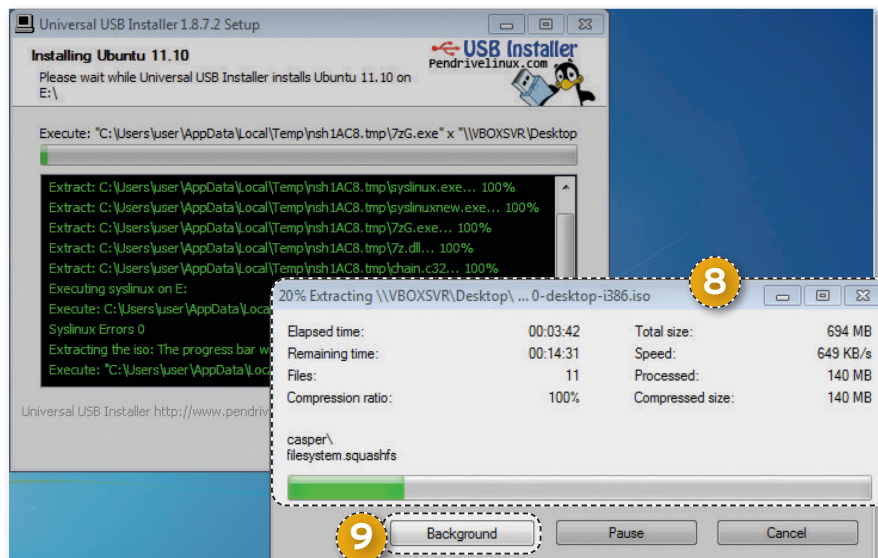 Universal USB Installer 1.8.7.2 Setup
Installing Ubuntu 11.10
Please wait while Universal USB Installer installs Ubuntu 11.10 on
E:\
USB Installer
Pendrivelinux.com
Execute: "C:\Users\user\AppData\Local\Temp\nsh1AC8.tmp\7zG.exe" x "\\VBOXSVR\Desktop
Extract: C:\Users\user\AppData\Local\Temp\nsh1AC8.tmp\syslinux.exe... 100%
Extract: C:\Users\user\AppData\Local\Temp\nsh1AC8.tmp\syslinuxnew.exe... 100%
Extract: C:\Users\user\AppData\Local\Temp\nsh1AC8.tmp\7zG.exe... 100%
Extract: C:\Users\user\AppData\Local\Temp\nsh1AC8.tmp\7z.dll... 100%
Extract: C:\Users\user\AppData\Local\Temp\nsh1AC8.tmp\chain.c32... 100%
Executing syslinux on E:
Execute: C:\Users\user\AppData\Loca
Syslinux Errors 0
Extracting the iso: The progress bar w
Execute: "C:\Users\user\AppData\Loc
Universal USB Installer http://www.pendriv
8
20% Extracting \\VBOXSVR\Desktop\ ... 0-desktop-i386.iso
Elapsed time: 00:03:42 Total size: 694 MB
Remaining time: 00:14:31 Speed: 649 KB/s
Files: 11 Processed: 140 MB
Compression ratio: 100% Compressed size: 140 MB
casper\
filesystem.squashfs
9 Background Pause Cancel